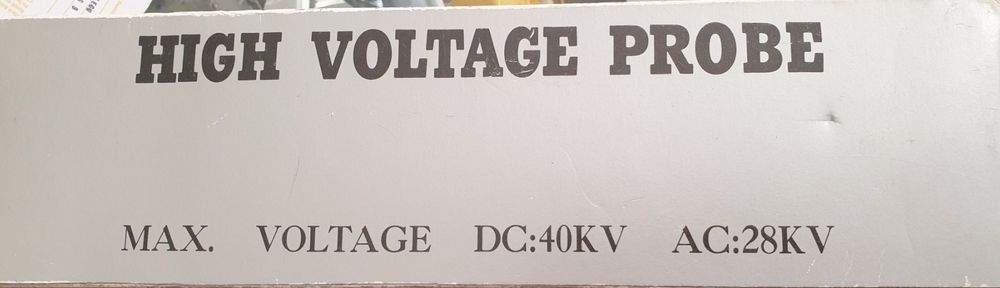 HIGH VOLTAGE PROBE
MAX. VOLTAGE DC:40KV AC:28KV